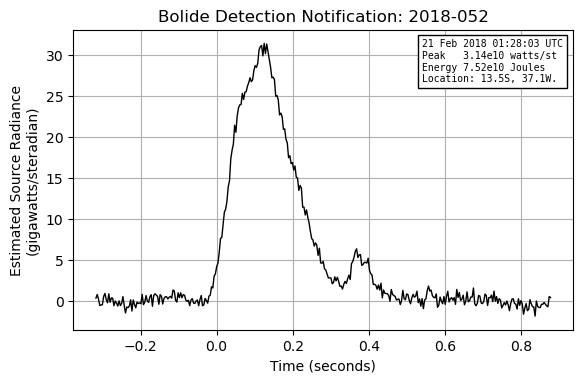 Bolide Detection Notification: 2018-052
21 Feb 2018 01:28:03 UTC
Peak   3.14e10 watts/st
Energy 7.52e10 Joules
Location: 13.5S, 37.1W.
Estimated Source Radiance
(gigawatts/steradian)
30
25
20
15
10
5
0
−0.2 0.0 0.2 0.4 0.6 0.8
Time (seconds)